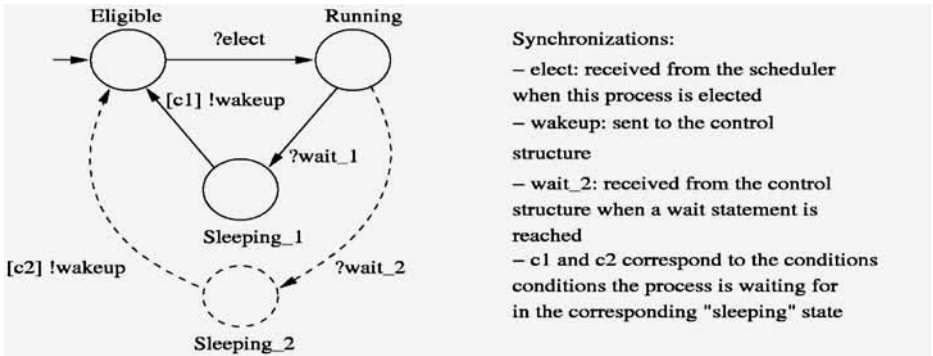 Eligible
Running
?elect
[c1] !wakeup
?wait_1
Sleeping_1
[c2] !wakeup
?wait_2
Sleeping_2
Synchronizations:
– elect: received from the scheduler
when this process is elected
– wakeup: sent to the control
structure
– wait_2: received from the control
structure when a wait statement is
reached
– c1 and c2 correspond to the conditions
conditions the process is waiting for
in the corresponding "sleeping" state